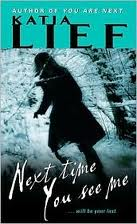 AUTHOR OF YOU ARE NEXT.
KATIA
LIEF
Next time
You see me
... will be your last.